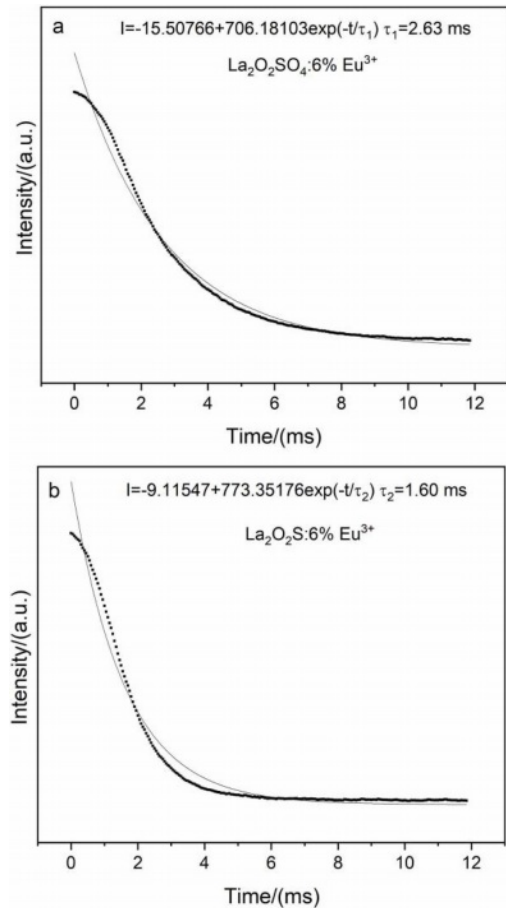 a
I=-15.50766+706.18103exp(-t/τ₁) τ₁=2.63 ms
La₂O₂SO₄:6% Eu³⁺
Intensity/(a.u.)
0 2 4 6 8 10 12
Time/(ms)
b
I=-9.11547+773.35176exp(-t/τ₂) τ₂=1.60 ms
La₂O₂S:6% Eu³⁺
Intensity/(a.u.)
0 2 4 6 8 10 12
Time/(ms)